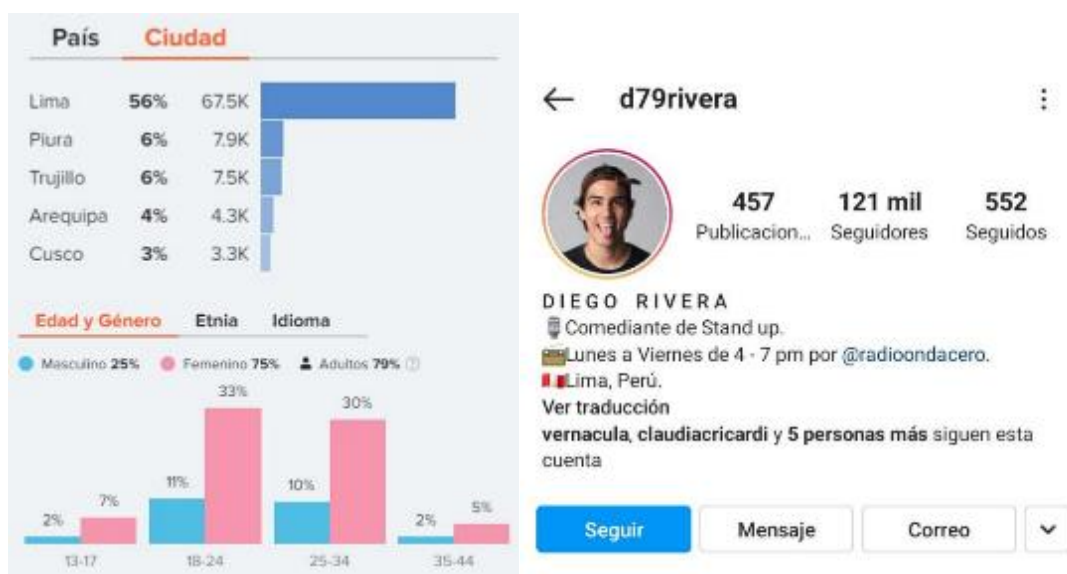 País Ciudad
Lima 56% 67.5K
Piura 6% 7.9K
Trujillo 6% 7.5K
Arequipa 4% 4.3K
Cusco 3% 3.3K
Edad y Género Etnia Idioma
Masculino 25% Femenino 75% Adultos 79%
33%
30%
11%
10%
7%
5%
2%
2%
13-17 18-24 25-34 35-44
d79rivera
457 121 mil 552
Publicacion... Seguidores Seguidos
DIEGO RIVERA
Comediante de Stand up.
Lunes a Viernes de 4 - 7 pm por @radioondacero.
Lima, Perú.
Ver traducción
vernacula, claudiacricardi y 5 personas más siguen esta
cuenta
Seguir Mensaje Correo